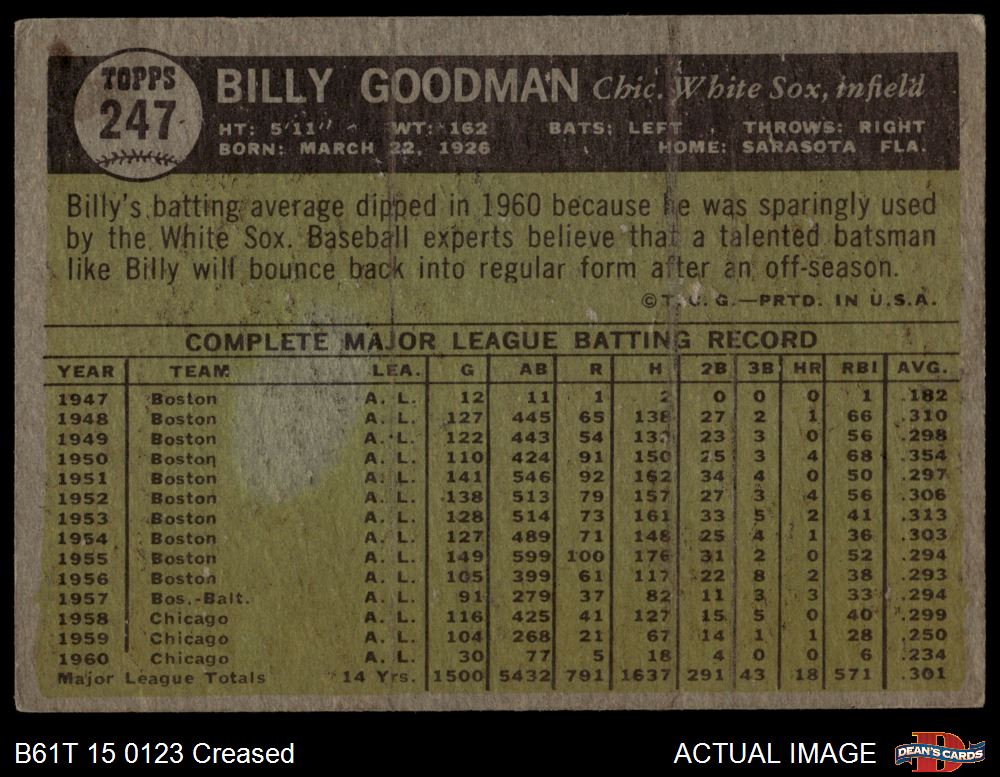 TOPPS
247
BILLY GOODMAN Chic. White Sox, infield
HT: 5'11" WT: 162 BATS: LEFT THROWS: RIGHT
BORN: MARCH 22, 1926 HOME: SARASOTA FLA.
Billy's batting average dipped in 1960 because he was sparingly used
by the White Sox. Baseball experts believe that a talented batsman
like Billy will bounce back into regular form after an off-season.
© T. C. G.—PRTD. IN U.S.A.
COMPLETE MAJOR LEAGUE BATTING RECORD
YEAR TEAM LEA. G AB R H 2B 3B HR RBI AVG.
1947 Boston A. L. 12 11 1 2 0 0 0 1 .182
1948 Boston A. L. 127 445 65 138 27 2 1 66 .310
1949 Boston A. L. 122 443 54 132 23 3 0 56 .298
1950 Boston A. L. 110 424 91 150 25 3 4 68 .354
1951 Boston A. L. 141 546 92 162 34 4 0 50 .297
1952 Boston A. L. 138 513 79 157 27 3 4 56 .306
1953 Boston A. L. 128 514 73 161 33 5 2 41 .313
1954 Boston A. L. 127 489 71 148 25 4 1 36 .303
1955 Boston A. L. 149 599 100 176 31 2 0 52 .294
1956 Boston A. L. 105 399 61 117 22 8 2 38 .293
1957 Bos.-Balt. A. L. 91 279 37 82 11 3 3 33 .294
1958 Chicago A. L. 116 425 41 127 15 5 0 40 .299
1959 Chicago A. L. 104 268 21 67 14 1 1 28 .250
1960 Chicago A. L. 30 77 5 18 4 0 0 6 .234
Major League Totals 14 Yrs. 1500 5432 791 1637 291 43 18 571 .301
B61T 15 0123 Creased ACTUAL IMAGE DEAN'S CARDS